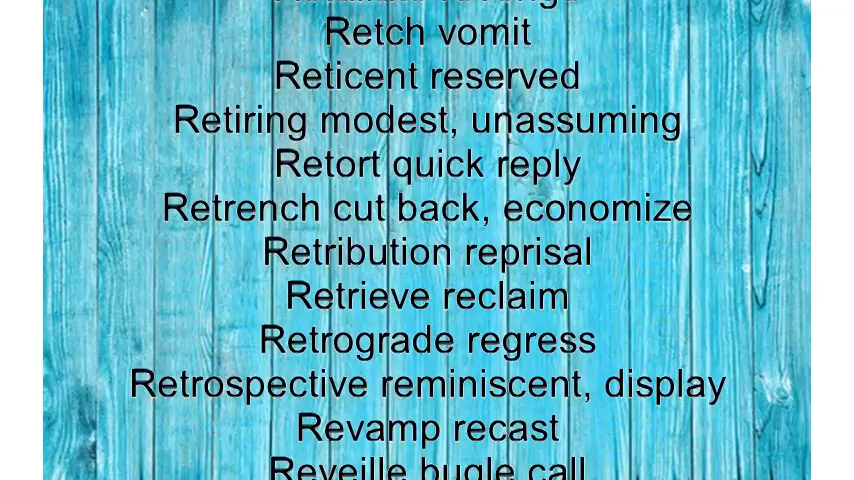 Retch vomit
Reticent reserved
Retiring modest, unassuming
Retort quick reply
Retrench cut back, economize
Retribution reprisal
Retrieve reclaim
Retrograde regress
Retrospective reminiscent, display
Revamp recast
Reveille bugle call